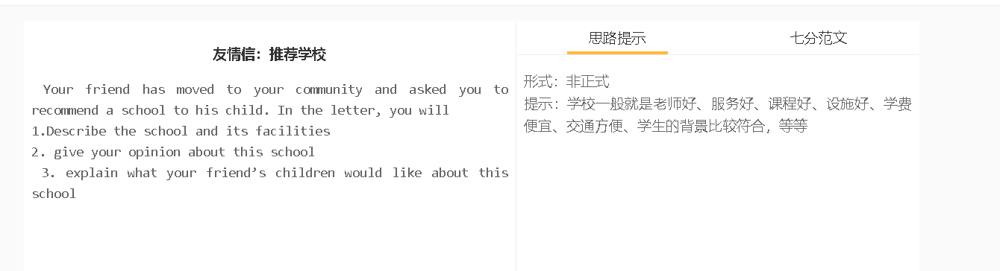 思路提示
七分范文
友情信：推荐学校
Your friend has moved to your community and asked you to
recommend a school to his child. In the letter, you will
1.Describe the school and its facilities
2. give your opinion about this school
3. explain what your friend’s children would like about this
school
形式：非正式
提示：学校一般就是老师好、服务好、课程好、设施好、学费
便宜、交通方便、学生的背景比较符合，等等